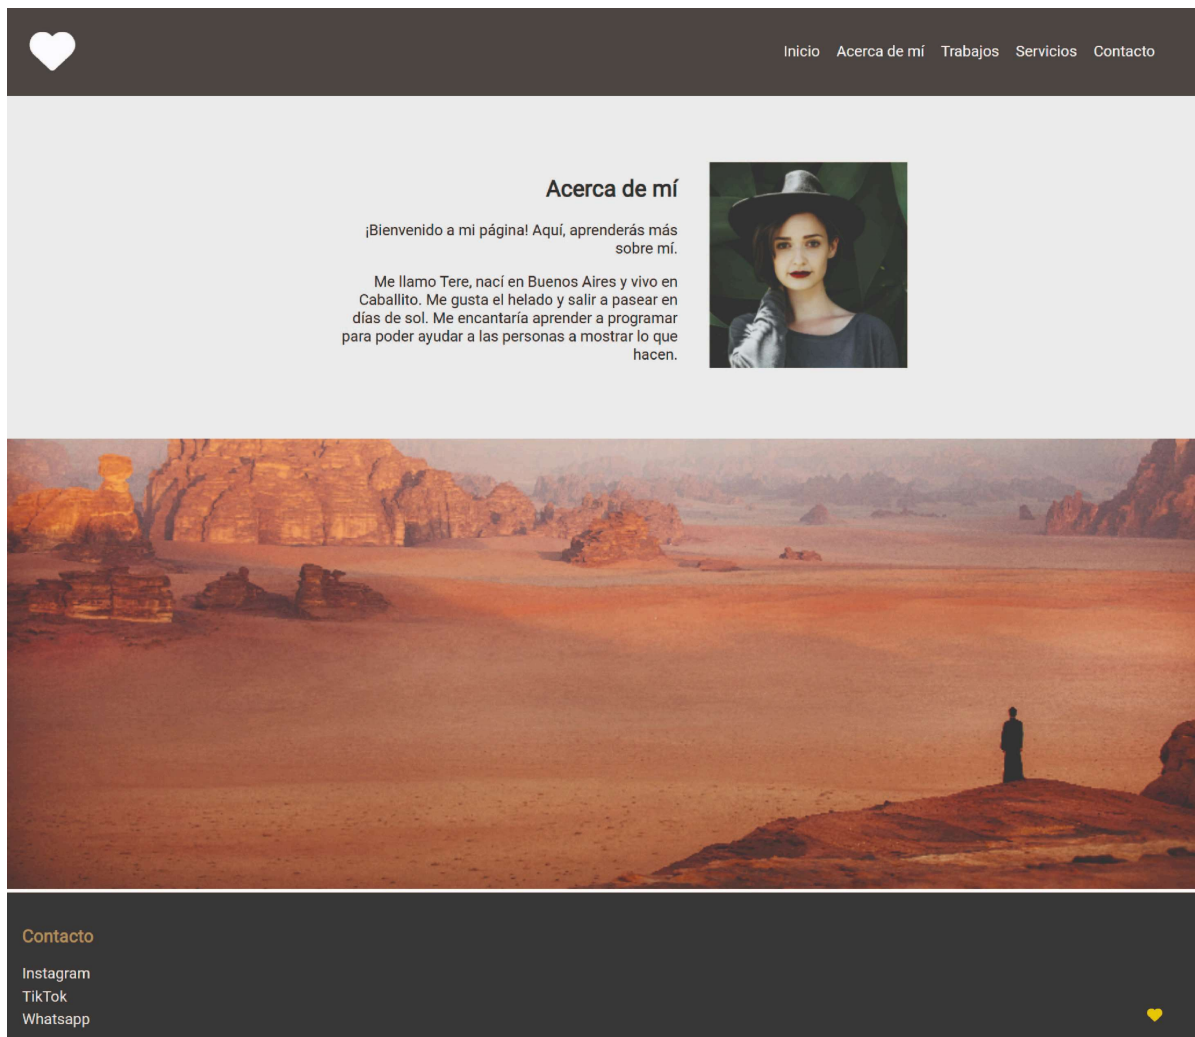 Inicio Acerca de mí Trabajos Servicios Contacto
Acerca de mí
¡Bienvenido a mi página! Aquí, aprenderás más
sobre mí.
Me llamo Tere, nací en Buenos Aires y vivo en
Caballito. Me gusta el helado y salir a pasear en
días de sol. Me encantaría aprender a programar
para poder ayudar a las personas a mostrar lo que
hacen.
Contacto
Instagram
TikTok
Whatsapp